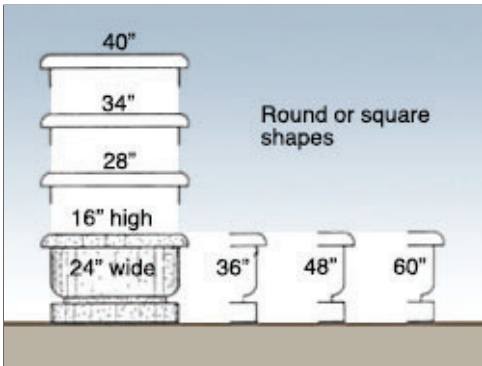 40”
34”
Round or square
shapes
28”
16” high
24” wide
36”
48”
60”